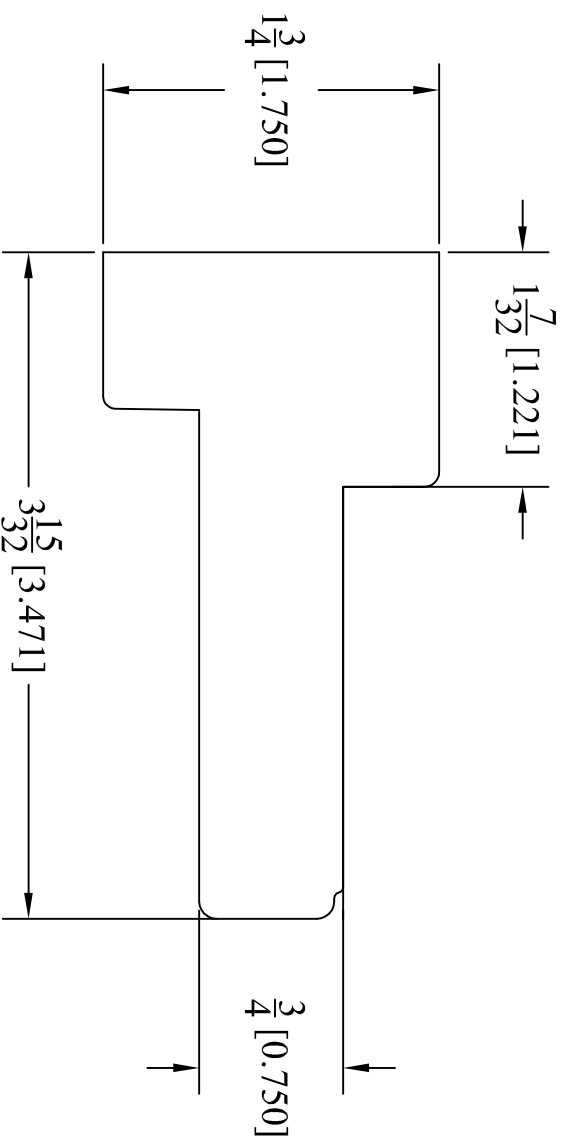 1 3/4 [1.750]
1 7/32 [1.221]
3 15/32 [3.471]
3/4 [0.750]